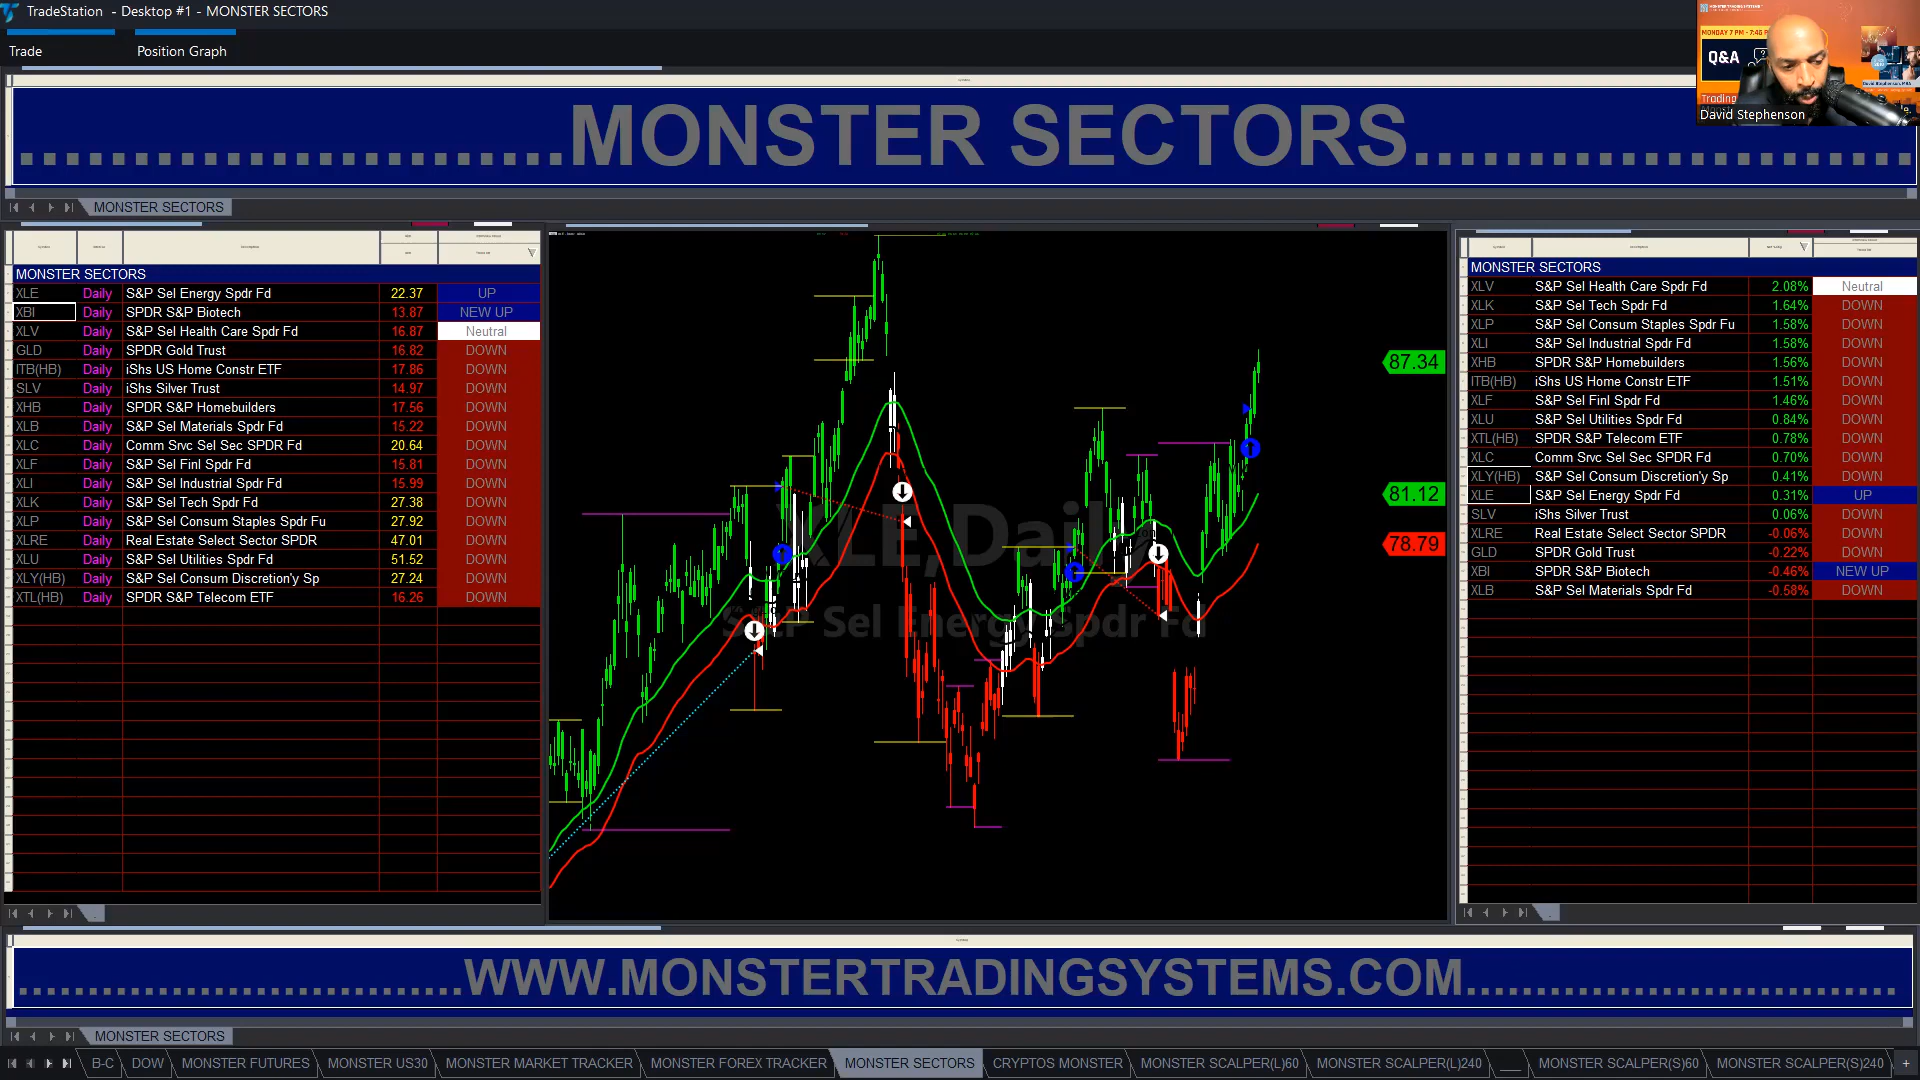 TradeStation - Desktop #1 - MONSTER SECTORS
Trade
Position Graph
MONDAY 7 PM - 7:45 P
Q&A
Trading
David Stephenson
MONSTER SECTORS
MONSTER SECTORS
MONSTER SECTORS
XLE Daily S&P Sel Energy Spdr Fd 22.37 UP
XBI Daily SPDR S&P Biotech 13.87 NEW UP
XLV Daily S&P Sel Health Care Spdr Fd 16.87 Neutral
GLD Daily SPDR Gold Trust 16.82 DOWN
ITB(HB) Daily iShs US Home Constr ETF 17.86 DOWN
SLV Daily iShs Silver Trust 14.97 DOWN
XHB Daily SPDR S&P Homebuilders 17.56 DOWN
XLB Daily S&P Sel Materials Spdr Fd 15.22 DOWN
XLC Daily Comm Srvc Sel Sec SPDR Fd 20.64 DOWN
XLF Daily S&P Sel Finl Spdr Fd 15.81 DOWN
XLI Daily S&P Sel Industrial Spdr Fd 15.99 DOWN
XLK Daily S&P Sel Tech Spdr Fd 27.38 DOWN
XLP Daily S&P Sel Consum Staples Spdr Fu 27.92 DOWN
XLRE Daily Real Estate Select Sector SPDR 47.01 DOWN
XLU Daily S&P Sel Utilities Spdr Fd 51.52 DOWN
XLY(HB) Daily S&P Sel Consum Discretion'y Sp 27.24 DOWN
XTL(HB) Daily SPDR S&P Telecom ETF 16.26 DOWN
87.34
81.12
78.79
XLE,Daily
S&P Sel Energy Spdr Fd
MONSTER SECTORS
XLV S&P Sel Health Care Spdr Fd 2.08% Neutral
XLK S&P Sel Tech Spdr Fd 1.64% DOWN
XLP S&P Sel Consum Staples Spdr Fu 1.58% DOWN
XLI S&P Sel Industrial Spdr Fd 1.58% DOWN
XHB SPDR S&P Homebuilders 1.56% DOWN
ITB(HB) iShs US Home Constr ETF 1.51% DOWN
XLF S&P Sel Finl Spdr Fd 1.46% DOWN
XLU S&P Sel Utilities Spdr Fd 0.84% DOWN
XTL(HB) SPDR S&P Telecom ETF 0.78% DOWN
XLC Comm Srvc Sel Sec SPDR Fd 0.70% DOWN
XLY(HB) S&P Sel Consum Discretion'y Sp 0.41% DOWN
XLE S&P Sel Energy Spdr Fd 0.31% UP
SLV iShs Silver Trust 0.06% DOWN
XLRE Real Estate Select Sector SPDR -0.06% DOWN
GLD SPDR Gold Trust -0.22% DOWN
XBI SPDR S&P Biotech -0.46% NEW UP
XLB S&P Sel Materials Spdr Fd -0.58% DOWN
WWW.MONSTERTRADINGSYSTEMS.COM
MONSTER SECTORS
B-C DOW MONSTER FUTURES MONSTER US30 MONSTER MARKET TRACKER MONSTER FOREX TRACKER MONSTER SECTORS CRYPTOS MONSTER MONSTER SCALPER(L)60 MONSTER SCALPER(L)240 ___ MONSTER SCALPER(S)60 MONSTER SCALPER(S)240 +